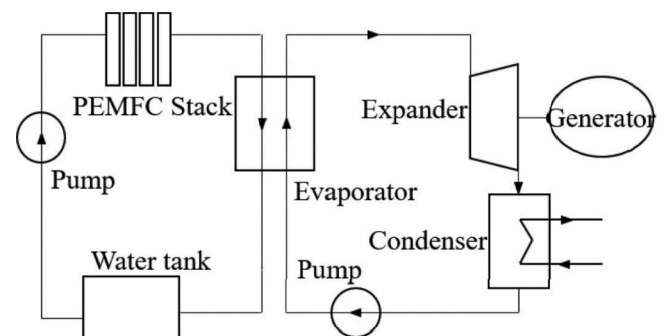 PEMFC Stack
Expander
Generator
Pump
Evaporator
Water tank
Condenser
Pump